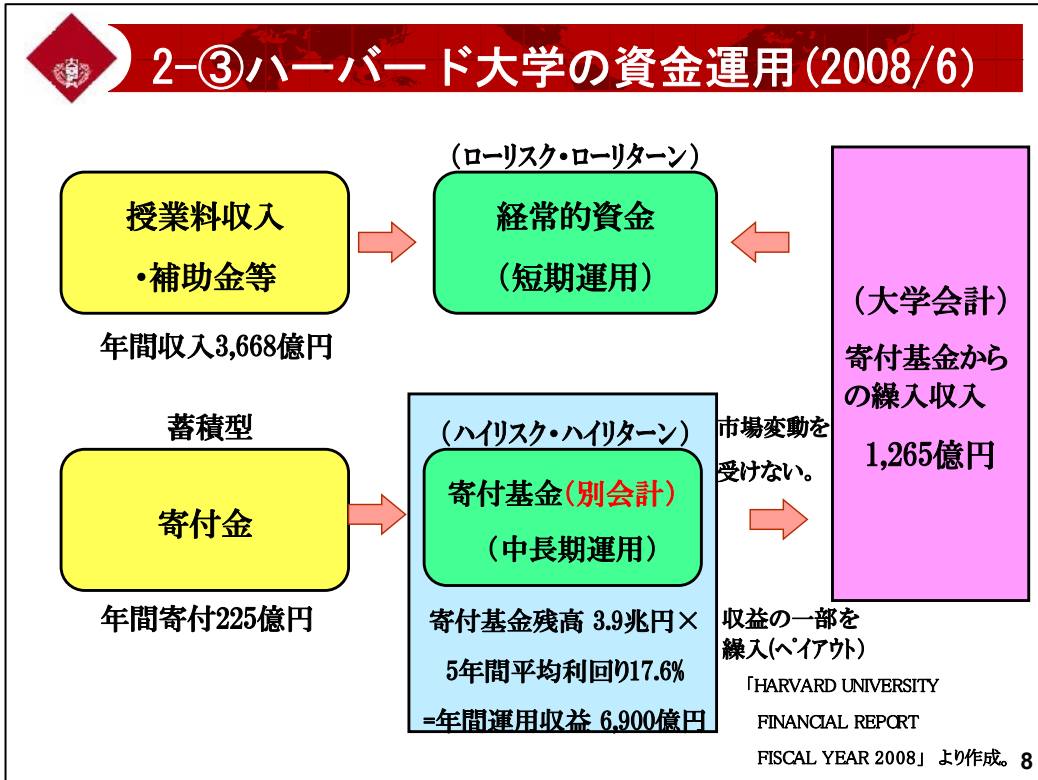 2-③ハーバード大学の資金運用(2008/6)
(ローリスク・ローリターン)
授業料収入
・補助金等
経常的資金
(短期運用)
年間収入3,668億円
(大学会計)
寄付基金から
の繰入収入
1,265億円
蓄積型
寄付金
年間寄付225億円
(ハイリスク・ハイリターン)
寄付基金(別会計)
(中長期運用)
寄付基金残高 3.9兆円×
5年間平均利回り17.6%
=年間運用収益 6,900億円
市場変動を
受けない。
収益の一部を
繰入(ペイアウト)
「HARVARD UNIVERSITY
FINANCIAL REPORT
FISCAL YEAR 2008」 より作成。
8